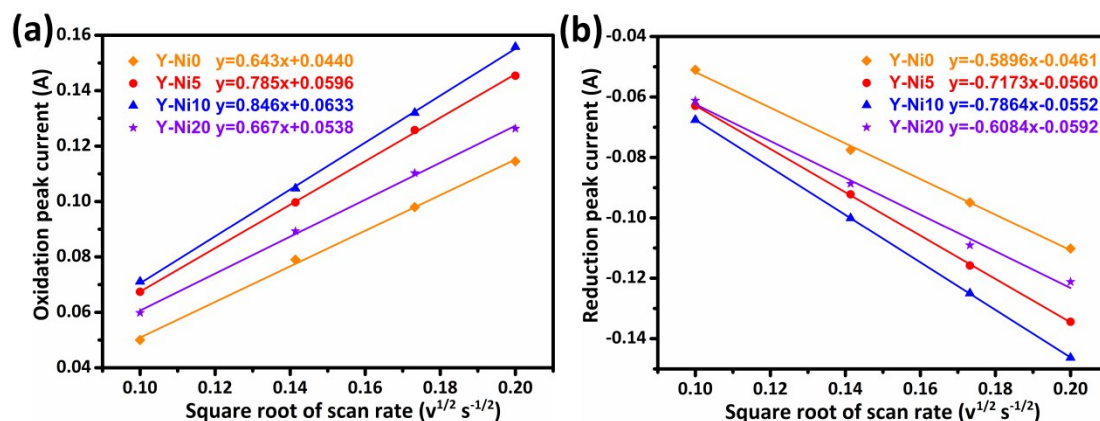 (a)
0.16
0.14
0.12
0.10
0.08
0.06
0.04
Oxidation peak current (A)
Y-Ni0 y=0.643x+0.0440
Y-Ni5 y=0.785x+0.0596
Y-Ni10 y=0.846x+0.0633
Y-Ni20 y=0.667x+0.0538
0.10 0.12 0.14 0.16 0.18 0.20
Square root of scan rate (v^1/2 s^-1/2)
(b)
-0.04
-0.06
-0.08
-0.10
-0.12
-0.14
Reduction peak current (A)
Y-Ni0 y=-0.5896x-0.0461
Y-Ni5 y=-0.7173x-0.0560
Y-Ni10 y=-0.7864x-0.0552
Y-Ni20 y=-0.6084x-0.0592
0.10 0.12 0.14 0.16 0.18 0.20
Square root of scan rate (v^1/2 s^-1/2)